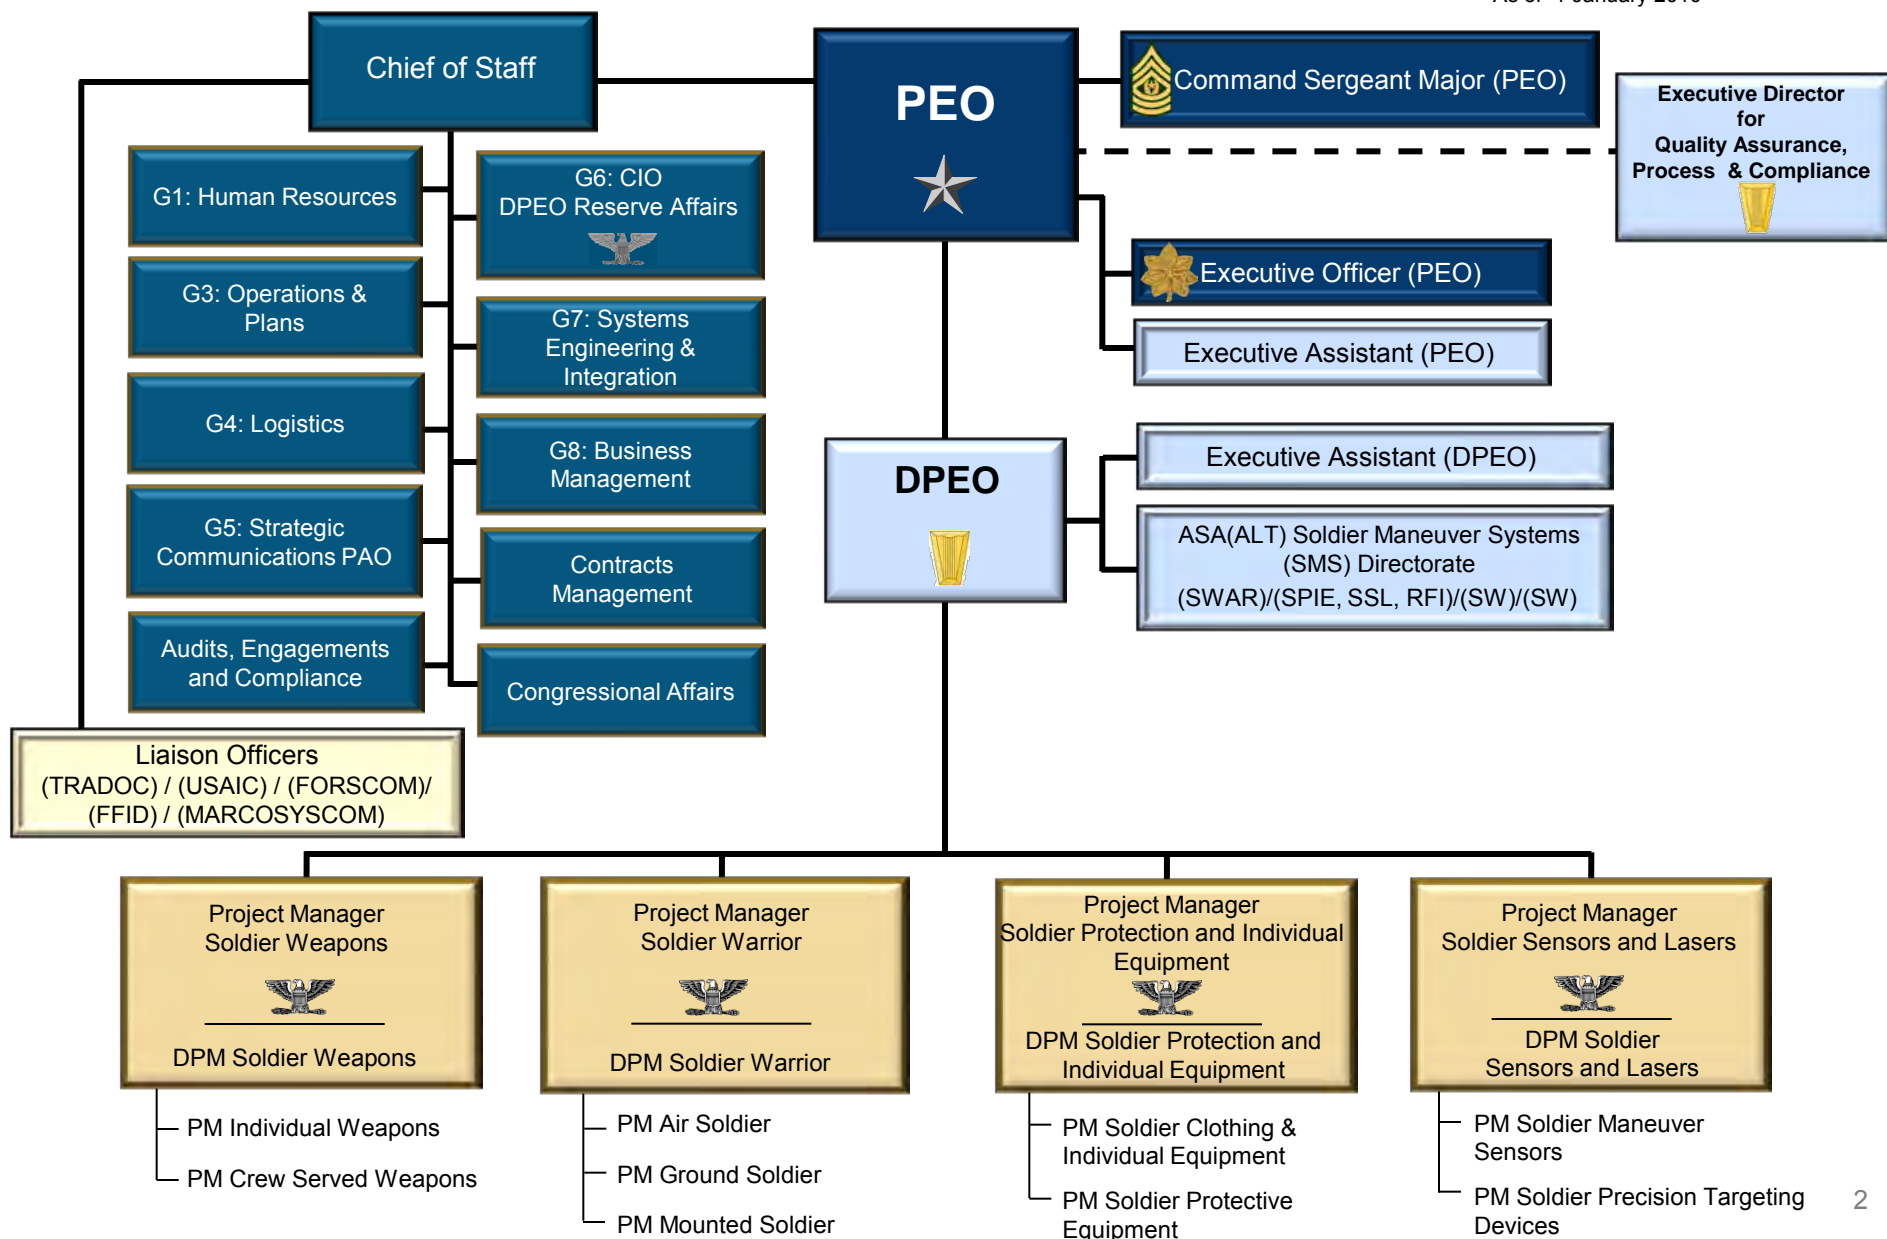 Chief of Staff
PEO
Command Sergeant Major (PEO)
Executive Director
for
Quality Assurance,
Process & Compliance
G1: Human Resources
G6: CIO
DPEO Reserve Affairs
Executive Officer (PEO)
G3: Operations &
Plans
G7: Systems
Engineering &
Integration
Executive Assistant (PEO)
G4: Logistics
G8: Business
Management
DPEO
Executive Assistant (DPEO)
G5: Strategic
Communications PAO
Contracts
Management
ASA(ALT) Soldier Maneuver Systems
(SMS) Directorate
(SWAR)/(SPIE, SSL, RFI)/(SW)/(SW)
Audits, Engagements
and Compliance
Congressional Affairs
Liaison Officers
(TRADOC) / (USAIC) / (FORSCOM)/
(FFID) / (MARCOSYSCOM)
Project Manager
Soldier Weapons
DPM Soldier Weapons
PM Individual Weapons
PM Crew Served Weapons
Project Manager
Soldier Warrior
DPM Soldier Warrior
PM Air Soldier
PM Ground Soldier
PM Mounted Soldier
Project Manager
Soldier Protection and Individual
Equipment
DPM Soldier Protection and
Individual Equipment
PM Soldier Clothing &
Individual Equipment
PM Soldier Protective
Equipment
Project Manager
Soldier Sensors and Lasers
DPM Soldier
Sensors and Lasers
PM Soldier Maneuver
Sensors
PM Soldier Precision Targeting
Devices
2